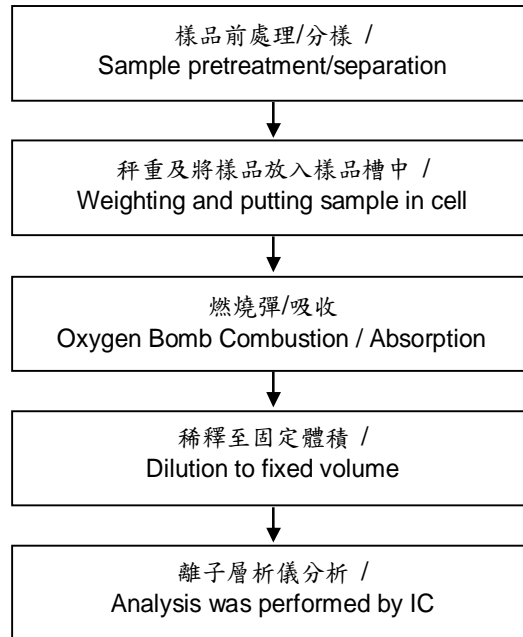 樣品前處理/分樣 /
Sample pretreatment/separation
秤重及將樣品放入樣品槽中 /
Weighting and putting sample in cell
燃燒彈/吸收
Oxygen Bomb Combustion / Absorption
稀釋至固定體積 /
Dilution to fixed volume
離子層析儀分析 /
Analysis was performed by IC